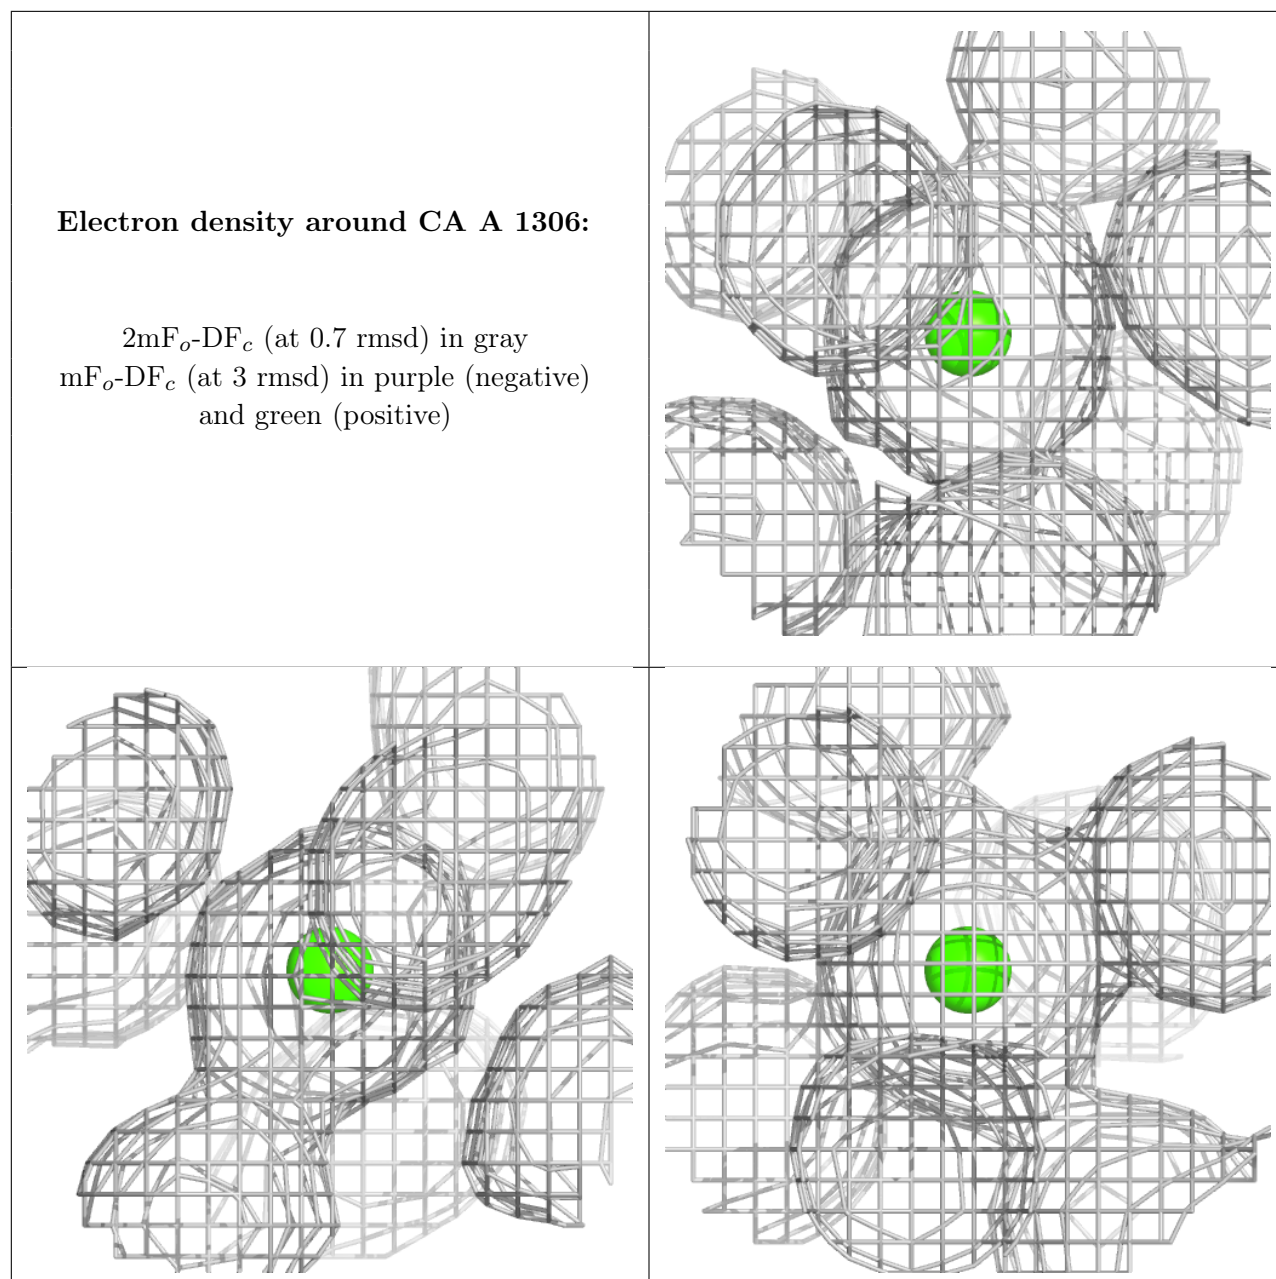 Electron density around CA A 1306:
2mFo-DFc (at 0.7 rmsd) in gray
mFo-DFc (at 3 rmsd) in purple (negative)
and green (positive)